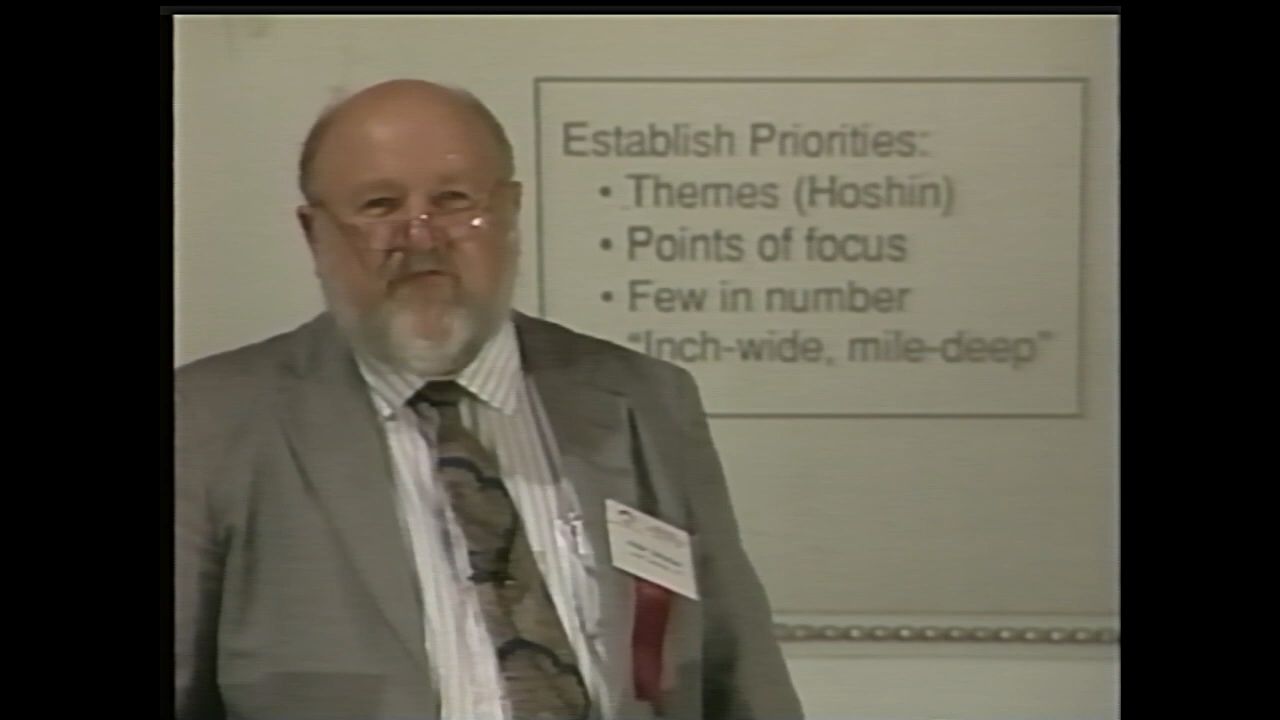 Establish Priorities:
• Themes (Hoshin)
• Points of focus
• Few in number
"Inch-wide, mile-deep"